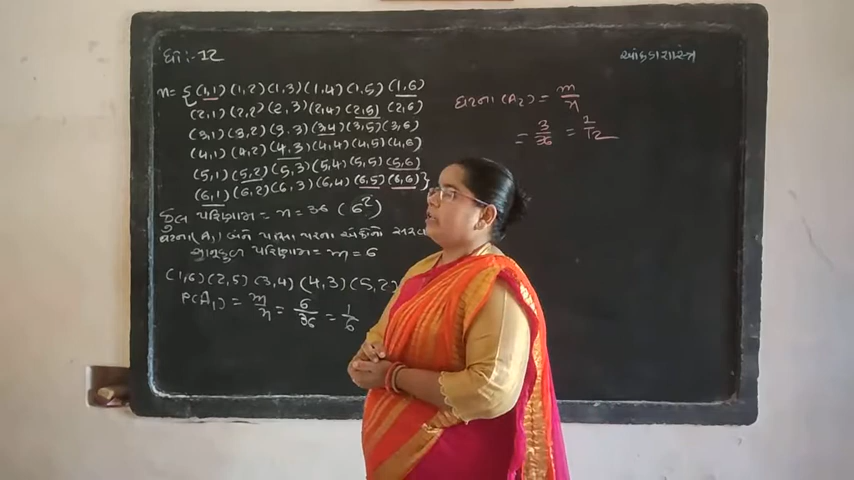 ધો :- 12
આંકડાશાસ્ત્ર
n = { (1,1) (1,2) (1,3) (1,4) (1,5) (1,6)
(2,1) (2,2) (2,3) (2,4) (2,5) (2,6)
(3,1) (3,2) (3,3) (3,4) (3,5) (3,6)
(4,1) (4,2) (4,3) (4,4) (4,5) (4,6)
(5,1) (5,2) (5,3) (5,4) (5,5) (5,6)
(6,1) (6,2) (6,3) (6,4) (6,5) (6,6) }
કુલ પરિણામ = n = 36 (6²)
ઘટના (A₁) બંને પાસા પરના અંકોનો
પરિણામ = m = 6
(1,6) (2,5) (3,4) (4,3) (5,2)
P(A₁) = m/n = 6/36 = 1/6
ઘટના (A₂) = m/n
= 3/36 = 1/12